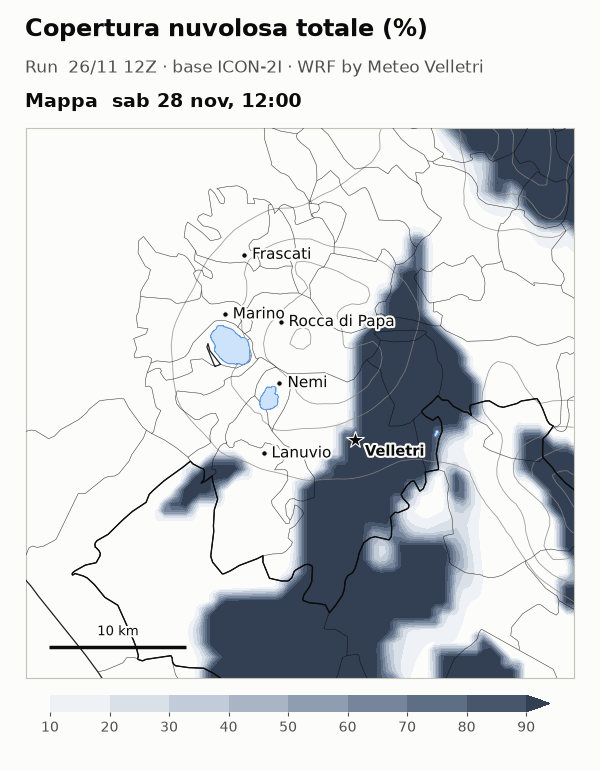 Copertura nuvolosa totale (%)
Run  26/11 12Z · base ICON-2I · WRF by Meteo Velletri
Mappa  sab 28 nov, 12:00
Frascati
Marino
Rocca di Papa
Nemi
Velletri
Lanuvio
10 km
10 20 30 40 50 60 70 80 90